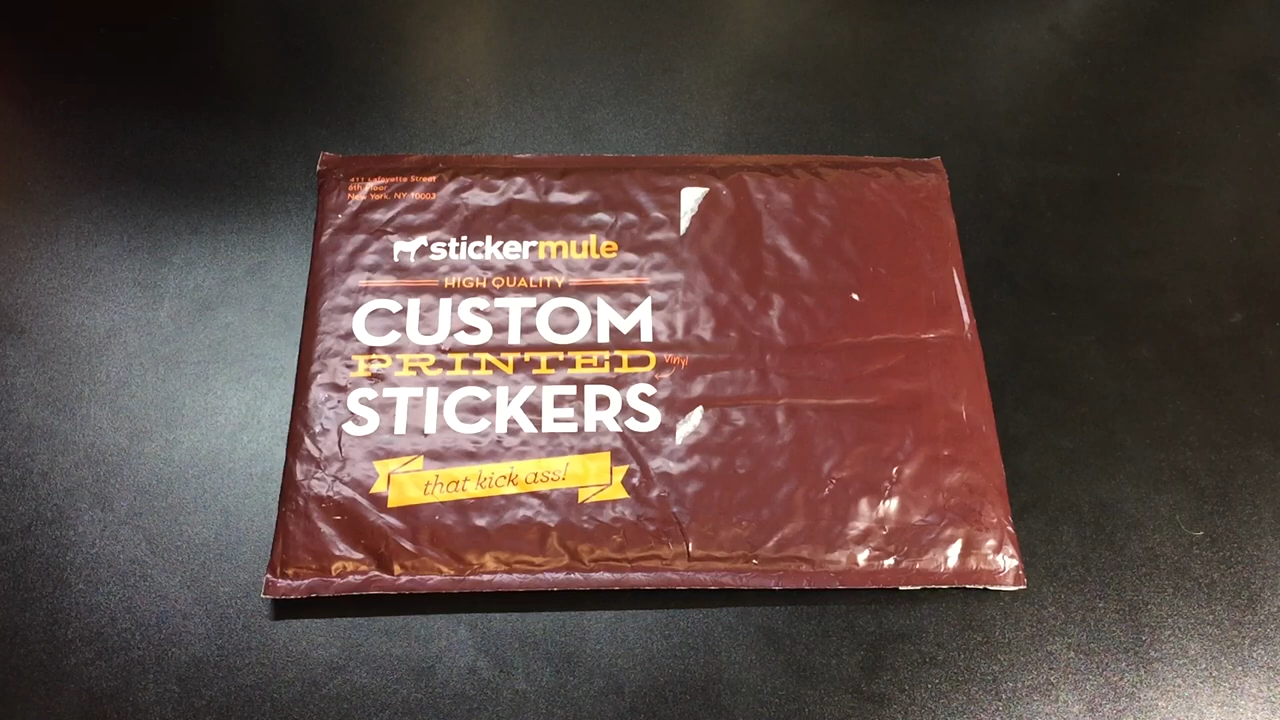 411 Lafayette Street
6th Floor
New York, NY 10003
stickermule
HIGH QUALITY
CUSTOM
PRINTED
vinyl
STICKERS
that kick ass!